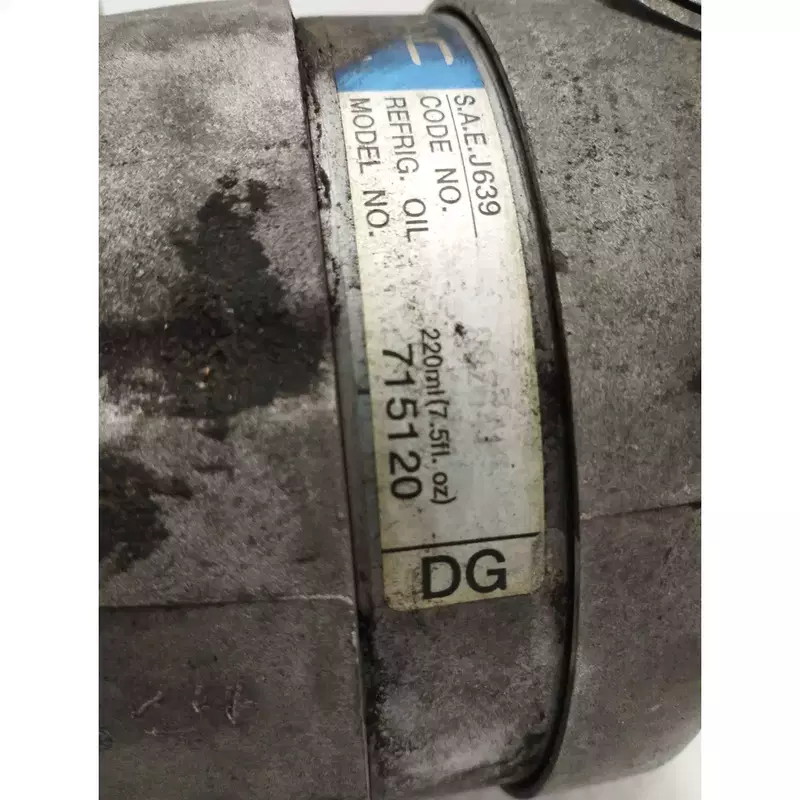 S.A.E.J639
CODE NO.
REFRIG. OIL 220ml(7.5fl. oz)
MODEL NO. 715120
DG